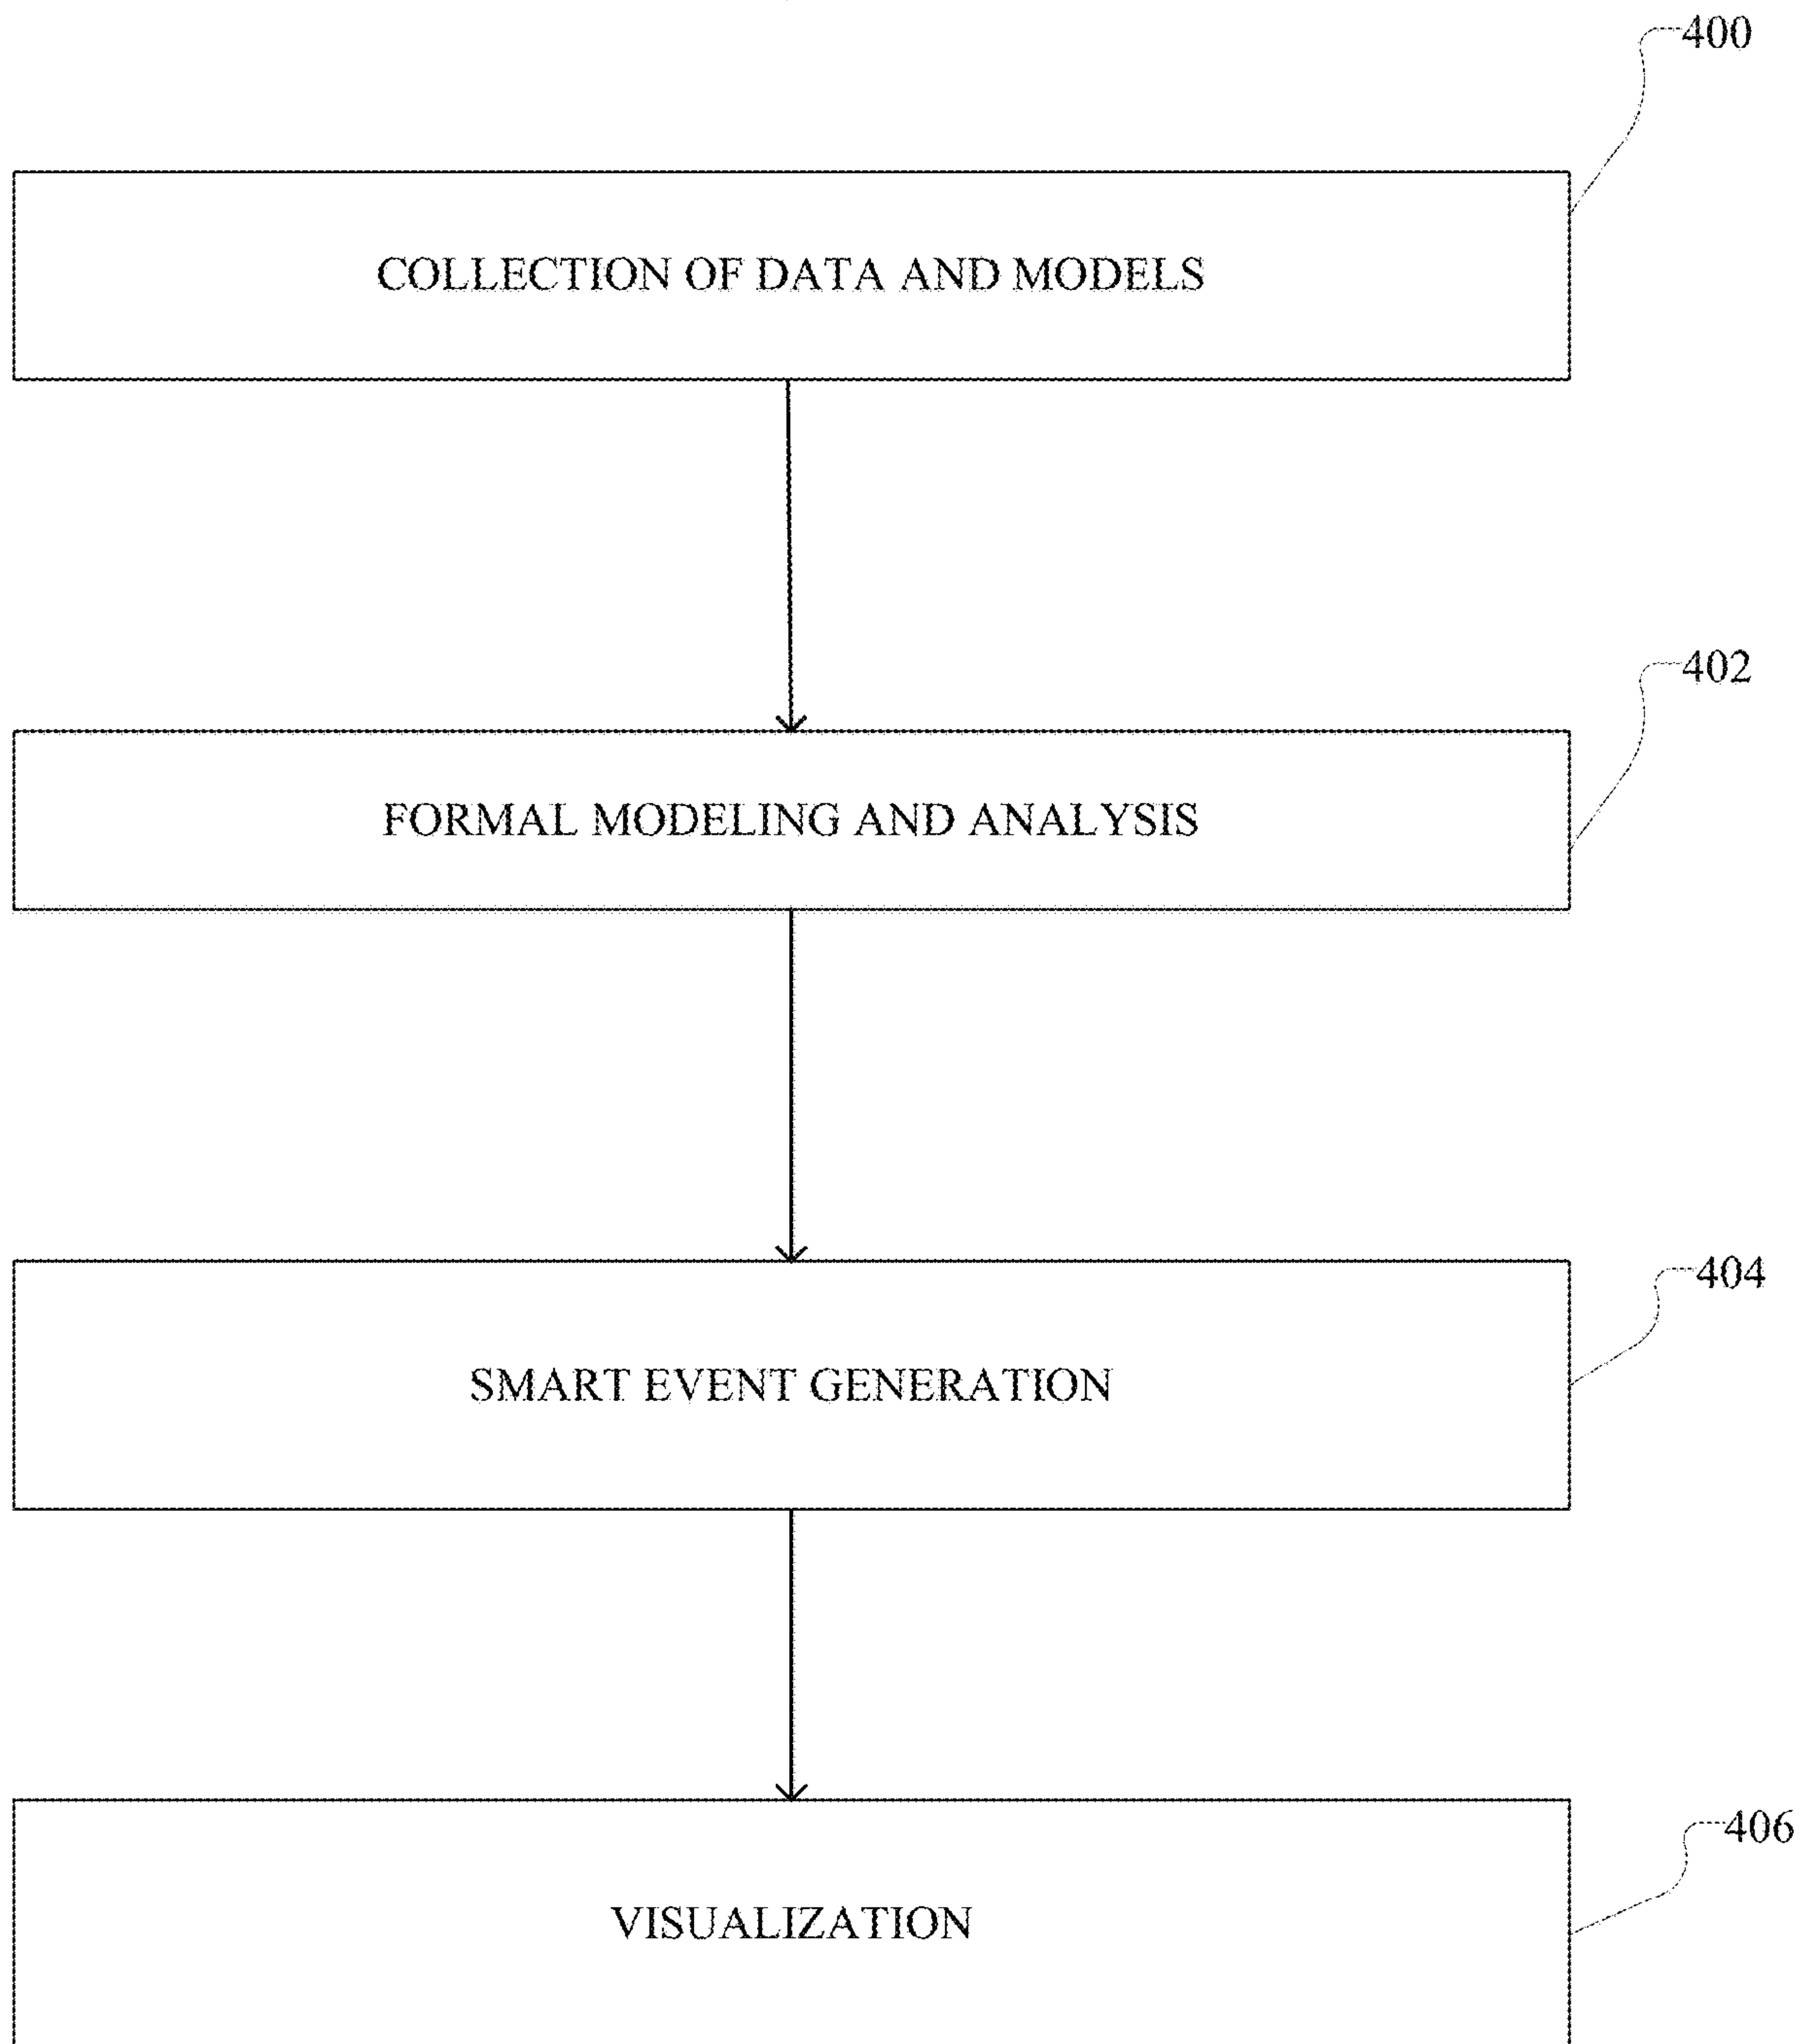 400
COLLECTION OF DATA AND MODELS
402
FORMAL MODELING AND ANALYSIS
404
SMART EVENT GENERATION
406
VISUALIZATION